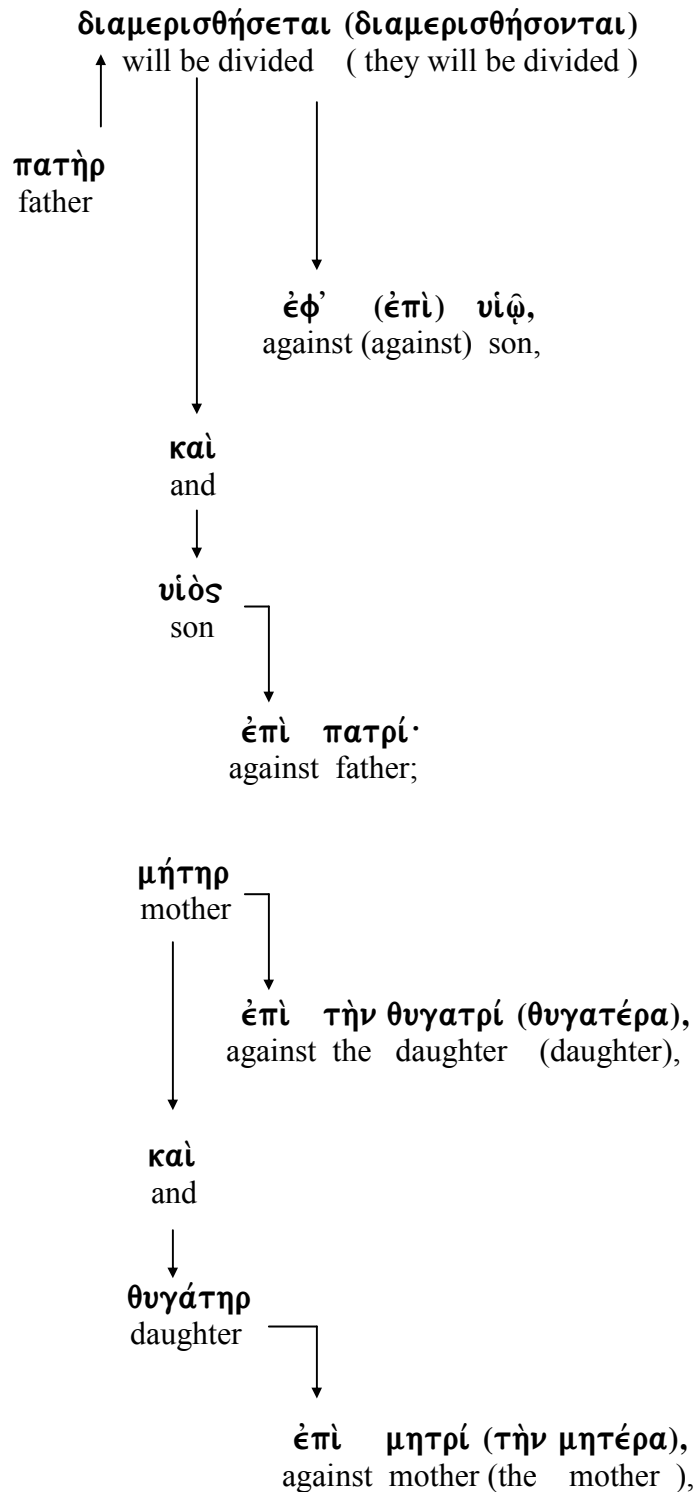 διαμερισθήσεται (διαμερισθήσονται)
will be divided ( they will be divided )
πατὴρ
father
ἐφ’ (ἐπὶ) υἱῷ,
against (against) son,
καὶ
and
υἱὸς
son
ἐπὶ πατρί·
against father;
μήτηρ
mother
ἐπὶ τὴν θυγατρί (θυγατέρα),
against the daughter (daughter),
καὶ
and
θυγάτηρ
daughter
ἐπὶ μητρί (τὴν μητέρα),
against mother (the mother ),